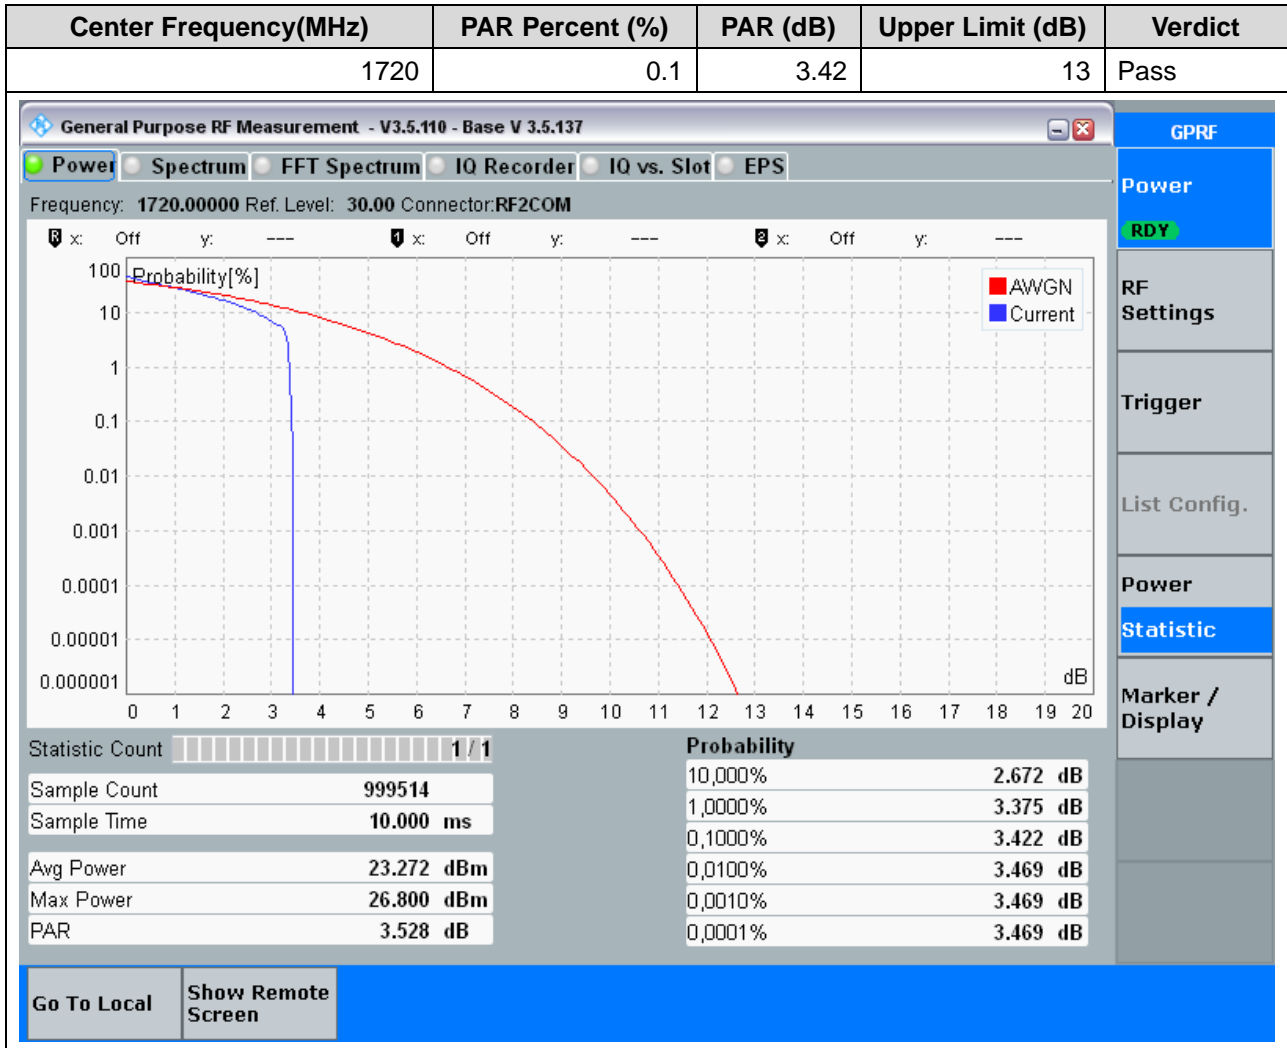 Center Frequency(MHz) PAR Percent (%) PAR (dB) Upper Limit (dB) Verdict
1720 0.1 3.42 13 Pass
General Purpose RF Measurement - V3.5.110 - Base V 3.5.137
GPRF
Power Spectrum FFT Spectrum IQ Recorder IQ vs. Slot EPS
Frequency: 1720.00000 Ref. Level: 30.00 Connector:RF2COM
R x: Off y: --- 1 x: Off y: --- 2 x: Off y: ---
Power
RDY
RF
Settings
Trigger
List Config.
Power
Statistic
Marker /
Display
Probability[%]
AWGN
Current
100
10
1
0.1
0.01
0.001
0.0001
0.00001
0.000001
dB
0 1 2 3 4 5 6 7 8 9 10 11 12 13 14 15 16 17 18 19 20
Statistic Count 1 / 1
Sample Count 999514
Sample Time 10.000 ms
Avg Power 23.272 dBm
Max Power 26.800 dBm
PAR 3.528 dB
Probability
10,000% 2.672 dB
1,0000% 3.375 dB
0,1000% 3.422 dB
0,0100% 3.469 dB
0,0010% 3.469 dB
0,0001% 3.469 dB
Go To Local
Show Remote
Screen